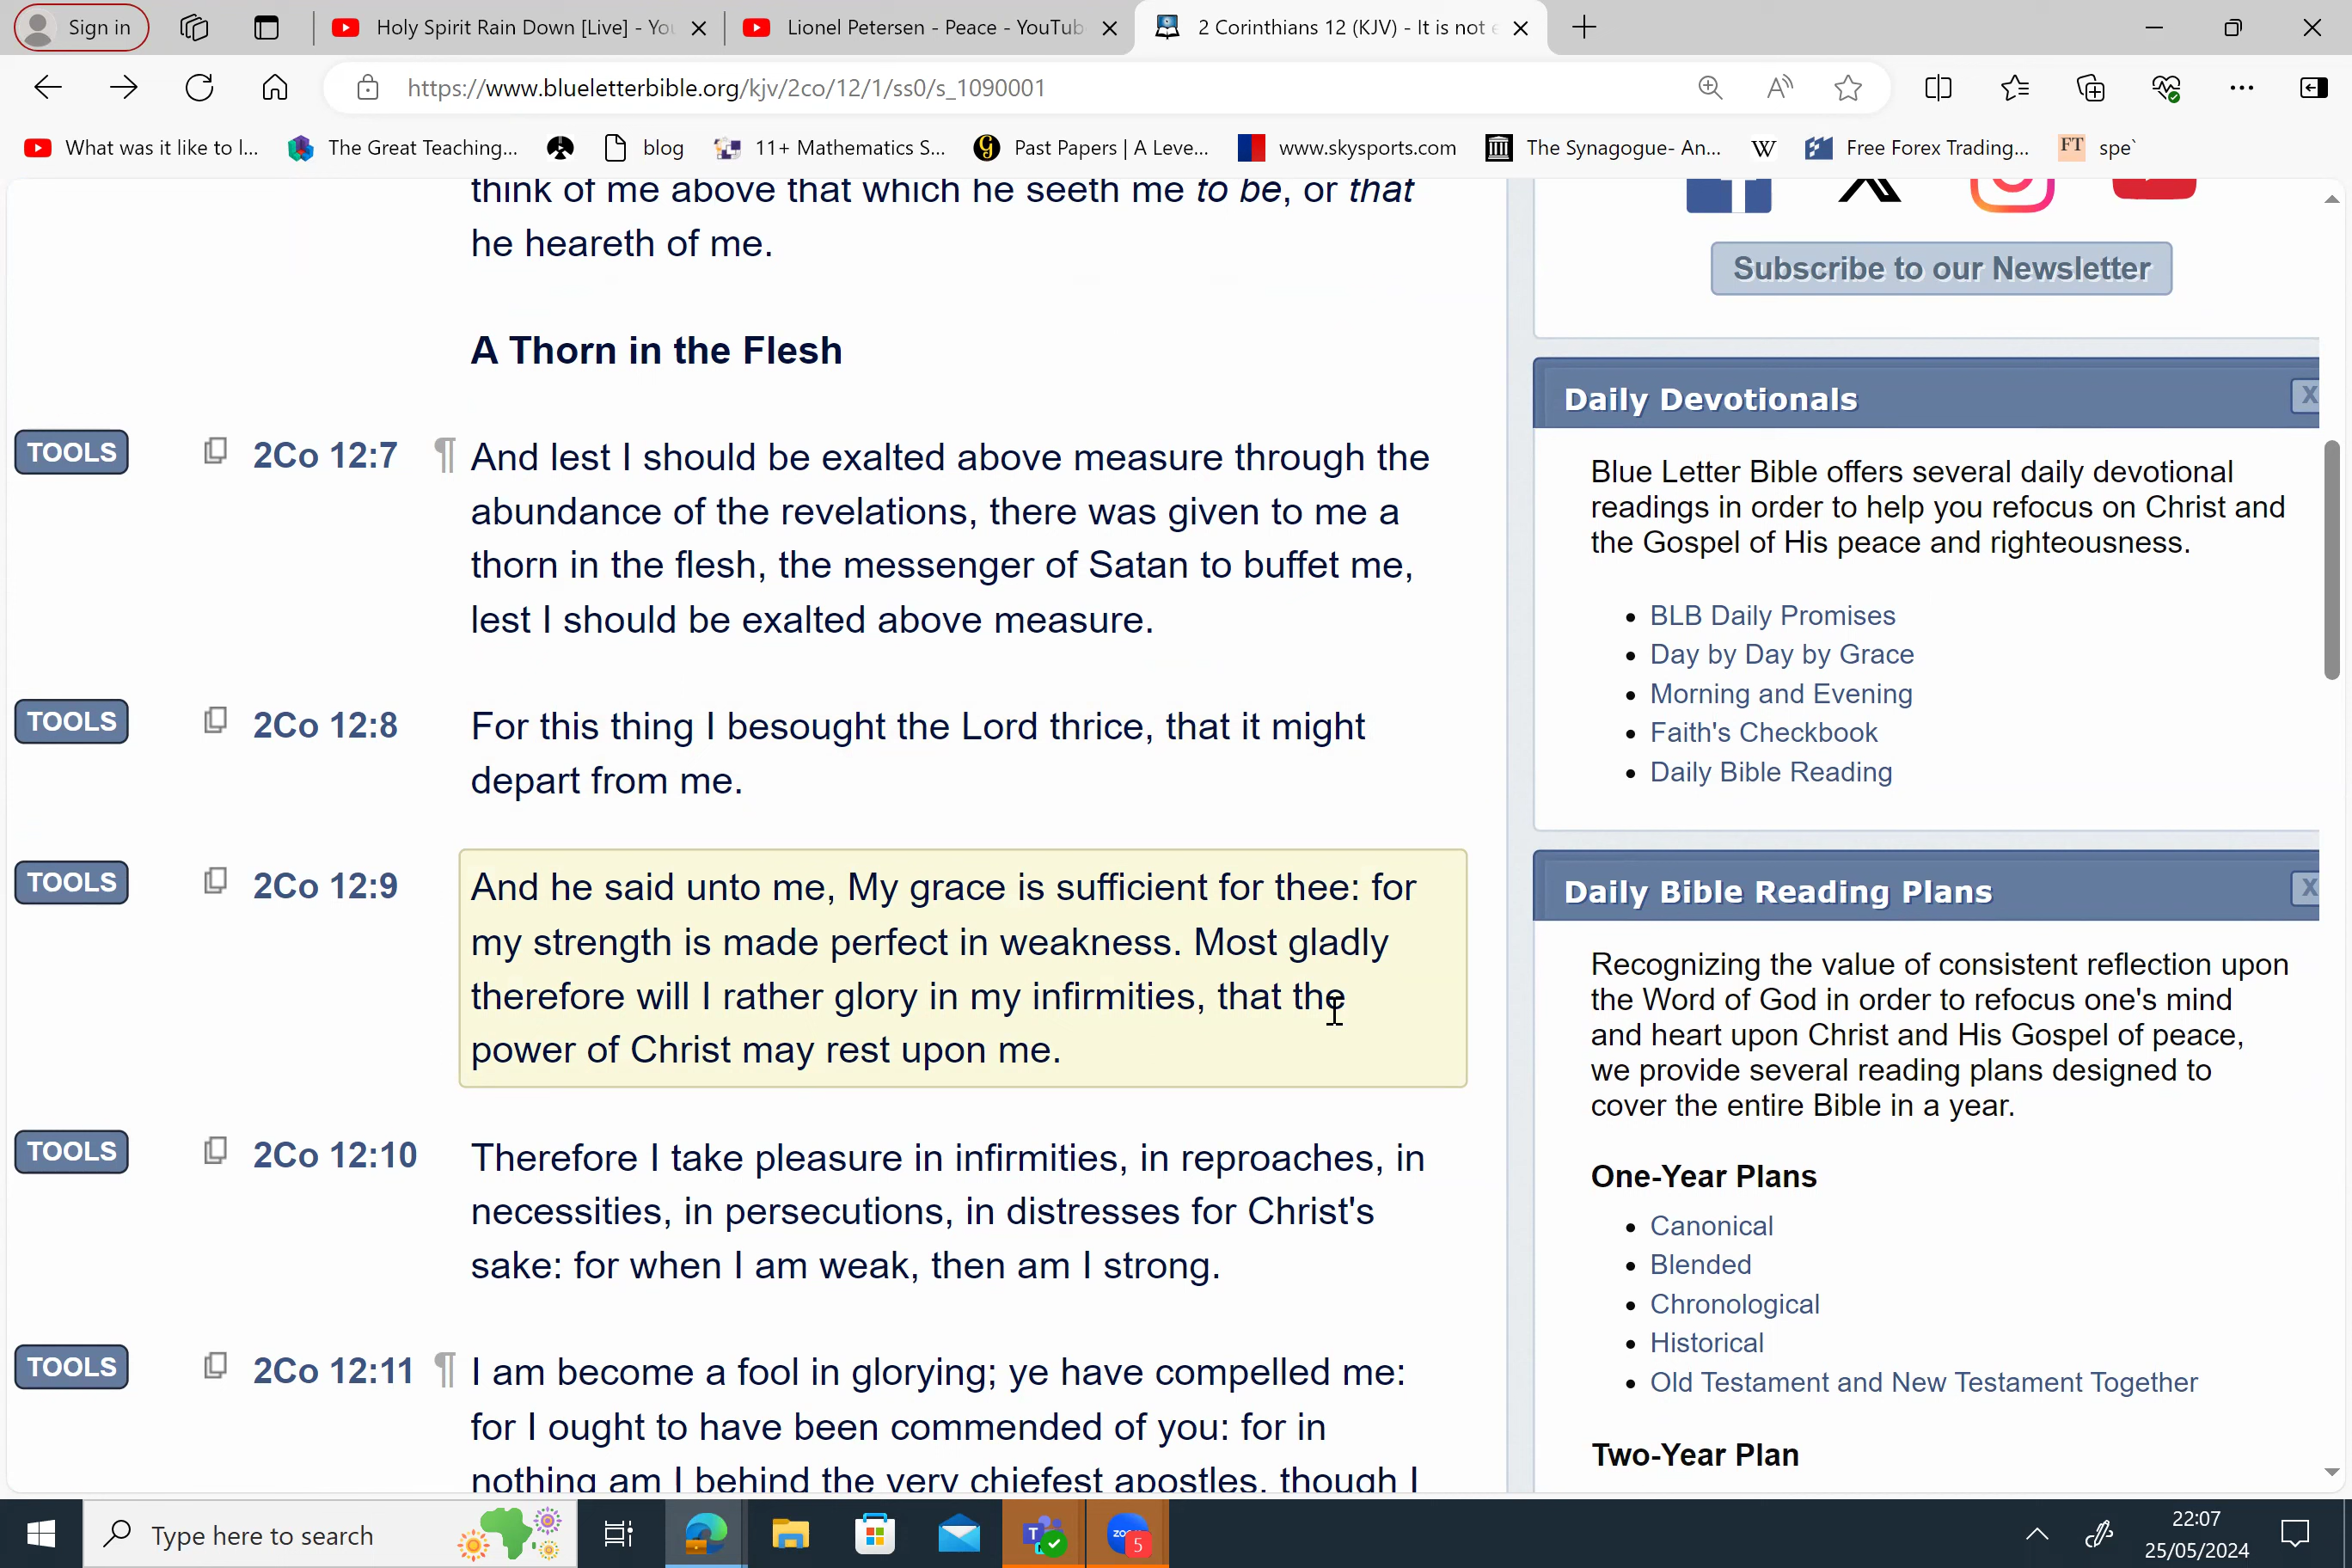 Sign in
Holy Spirit Rain Down [Live] - You
Lionel Petersen - Peace - YouTub
2 Corinthians 12 (KJV) - It is not e
https://www.blueletterbible.org/kjv/2co/12/1/ss0/s_1090001
What was it like to l...
The Great Teaching...
blog
11+ Mathematics S...
Past Papers | A Leve...
www.skysports.com
The Synagogue- An...
W
Free Forex Trading...
FT
spe`
think of me above that which he seeth me to be, or that
he heareth of me.
A Thorn in the Flesh
TOOLS
2Co 12:7
¶ And lest I should be exalted above measure through the
abundance of the revelations, there was given to me a
thorn in the flesh, the messenger of Satan to buffet me,
lest I should be exalted above measure.
TOOLS
2Co 12:8
For this thing I besought the Lord thrice, that it might
depart from me.
TOOLS
2Co 12:9
And he said unto me, My grace is sufficient for thee: for
my strength is made perfect in weakness. Most gladly
therefore will I rather glory in my infirmities, that the
power of Christ may rest upon me.
TOOLS
2Co 12:10
Therefore I take pleasure in infirmities, in reproaches, in
necessities, in persecutions, in distresses for Christ's
sake: for when I am weak, then am I strong.
TOOLS
2Co 12:11
¶ I am become a fool in glorying; ye have compelled me:
for I ought to have been commended of you: for in
nothing am I behind the very chiefest apostles, though I
Subscribe to our Newsletter
Daily Devotionals
X
Blue Letter Bible offers several daily devotional
readings in order to help you refocus on Christ and
the Gospel of His peace and righteousness.
• BLB Daily Promises
• Day by Day by Grace
• Morning and Evening
• Faith's Checkbook
• Daily Bible Reading
Daily Bible Reading Plans
X
Recognizing the value of consistent reflection upon
the Word of God in order to refocus one's mind
and heart upon Christ and His Gospel of peace,
we provide several reading plans designed to
cover the entire Bible in a year.
One-Year Plans
• Canonical
• Blended
• Chronological
• Historical
• Old Testament and New Testament Together
Two-Year Plan
Type here to search
T
zoom
5
22:07
25/05/2024